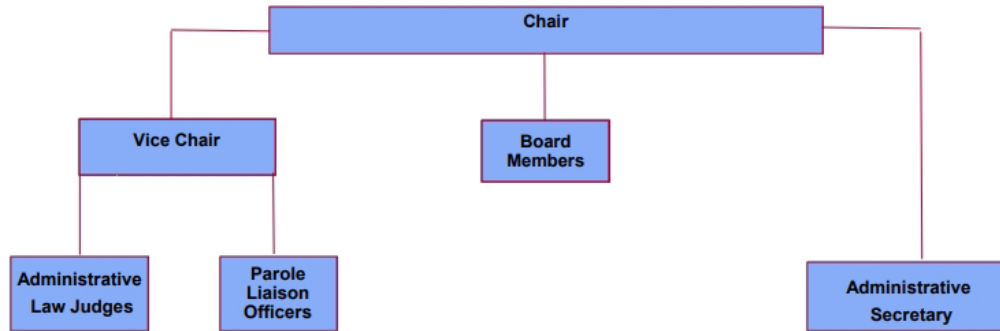 Chair
Vice Chair
Board
Members
Administrative
Law Judges
Parole
Liaison
Officers
Administrative
Secretary